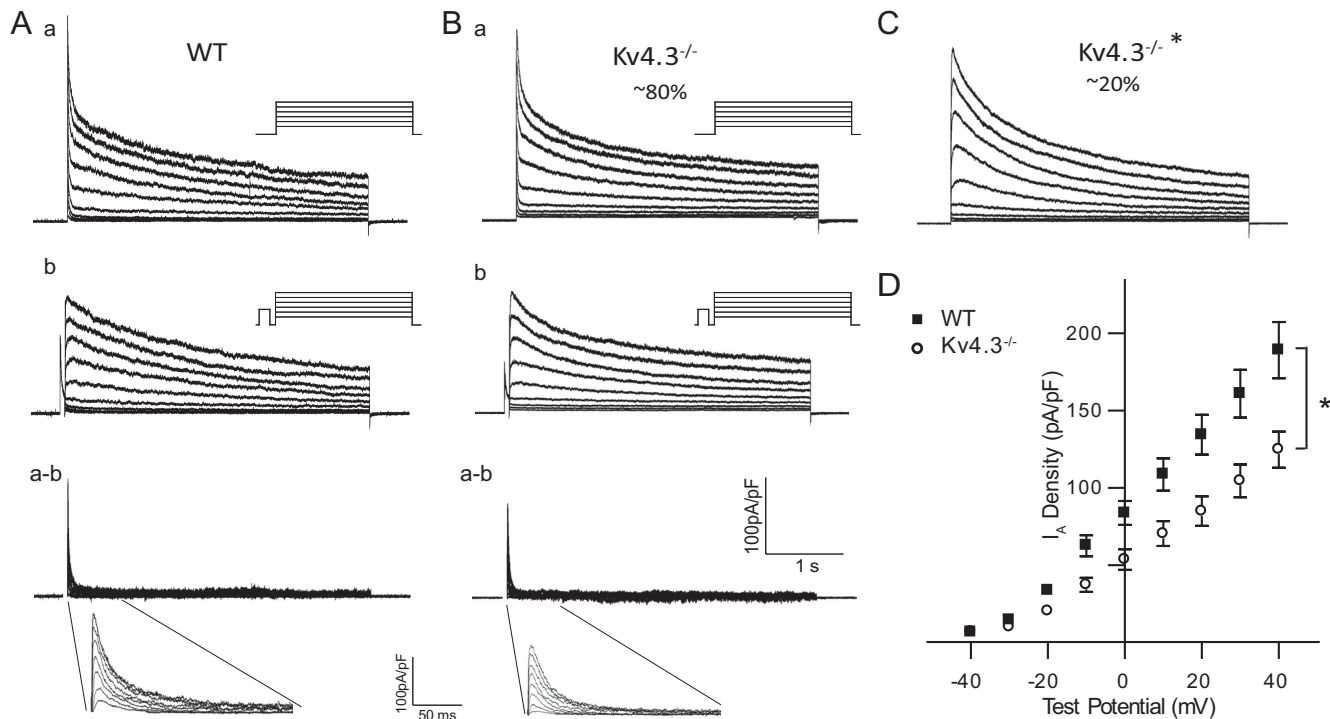 A
a
WT
B
a
Kv4.3-/-
~80%
C
Kv4.3-/- *
~20%
b
b
a-b
a-b
100pA/pF
1 s
100pA/pF
50 ms
D
WT
Kv4.3-/-
IA Density (pA/pF)
200
150
100
*
-40
-20
0
20
40
Test Potential (mV)